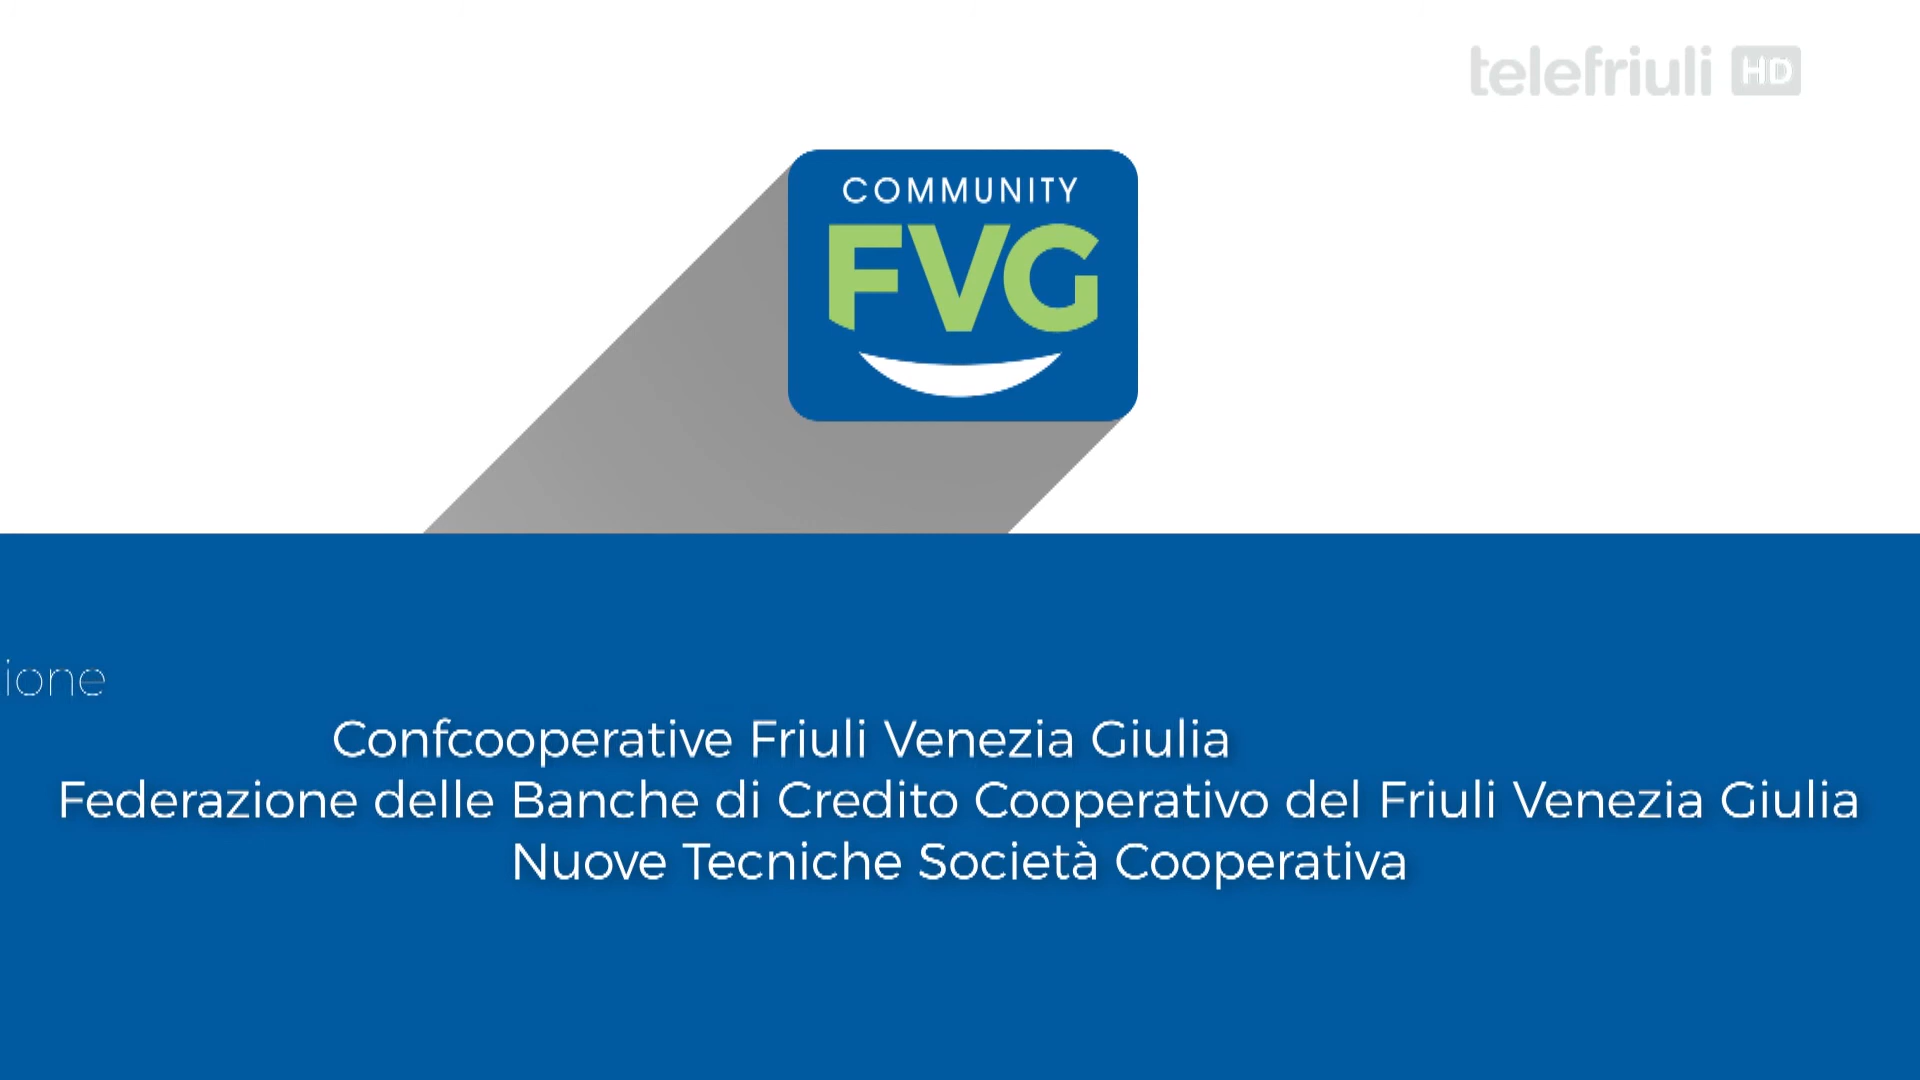 telefriuli HD
COMMUNITY
FVG
ione
Confcooperative Friuli Venezia Giulia
Federazione delle Banche di Credito Cooperativo del Friuli Venezia Giulia
Nuove Tecniche Società Cooperativa